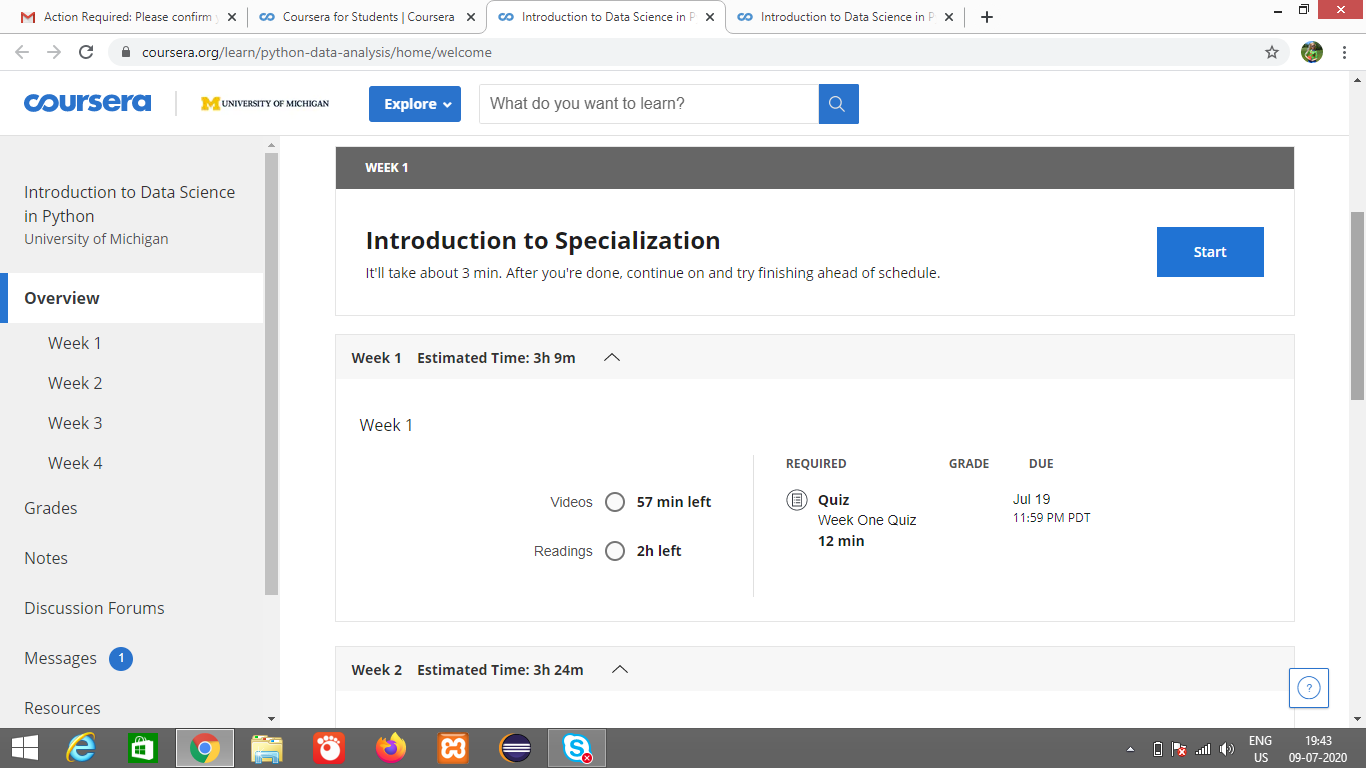 Action Required: Please confirm
Coursera for Students | Coursera
Introduction to Data Science in P
Introduction to Data Science in P
coursera.org/learn/python-data-analysis/home/welcome
coursera
UNIVERSITY OF MICHIGAN
Explore
What do you want to learn?
Introduction to Data Science
in Python
University of Michigan
Overview
Week 1
Week 2
Week 3
Week 4
Grades
Notes
Discussion Forums
Messages 1
Resources
WEEK 1
Introduction to Specialization
It'll take about 3 min. After you're done, continue on and try finishing ahead of schedule.
Start
Week 1 Estimated Time: 3h 9m
Week 1
Videos 57 min left
Readings 2h left
REQUIRED GRADE DUE
Quiz
Week One Quiz
12 min
Jul 19
11:59 PM PDT
Week 2 Estimated Time: 3h 24m
?
ENG
US
19:43
09-07-2020